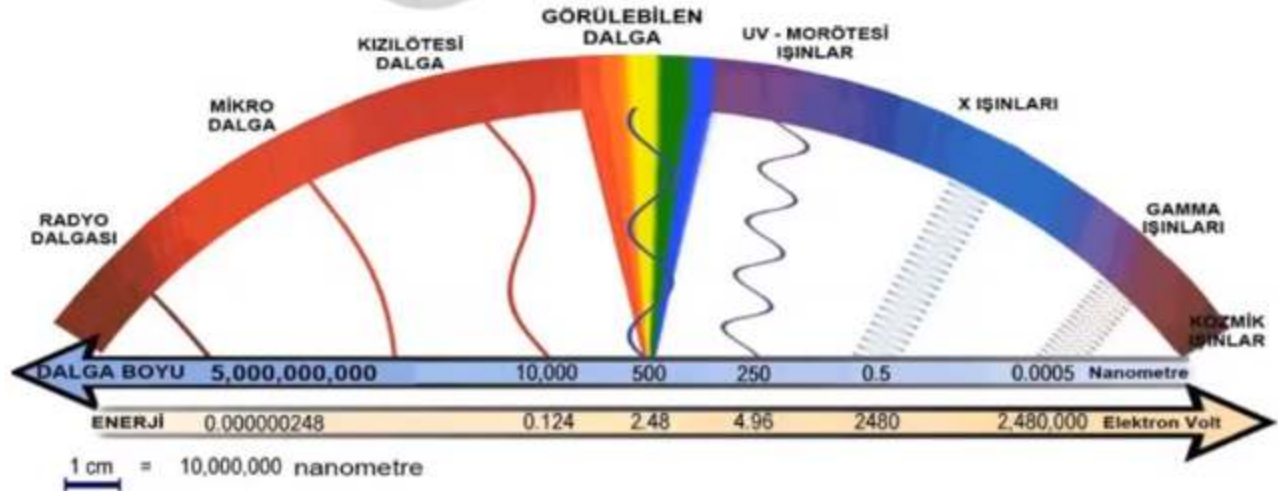 GÖRÜLEBİLEN
DALGA
KIZILÖTESİ
DALGA
UV - MORÖTESİ
IŞINLAR
MİKRO
DALGA
X IŞINLARI
RADYO
DALGASI
GAMMA
IŞINLARI
KOZMİK
IŞINLAR
DALGA BOYU 5,000,000,000 10,000 500 250 0.5 0.0005 Nanometre
ENERJİ 0.000000248 0.124 2.48 4.96 2480 2,480,000 Elektron Volt
1 cm = 10,000,000 nanometre